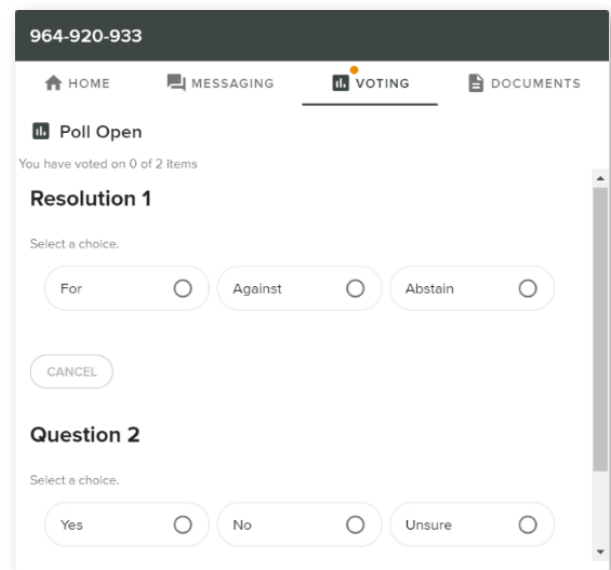 964-920-933
HOME MESSAGING VOTING DOCUMENTS
Poll Open
You have voted on 0 of 2 items
Resolution 1
Select a choice.
For Against Abstain
CANCEL
Question 2
Select a choice.
Yes No Unsure